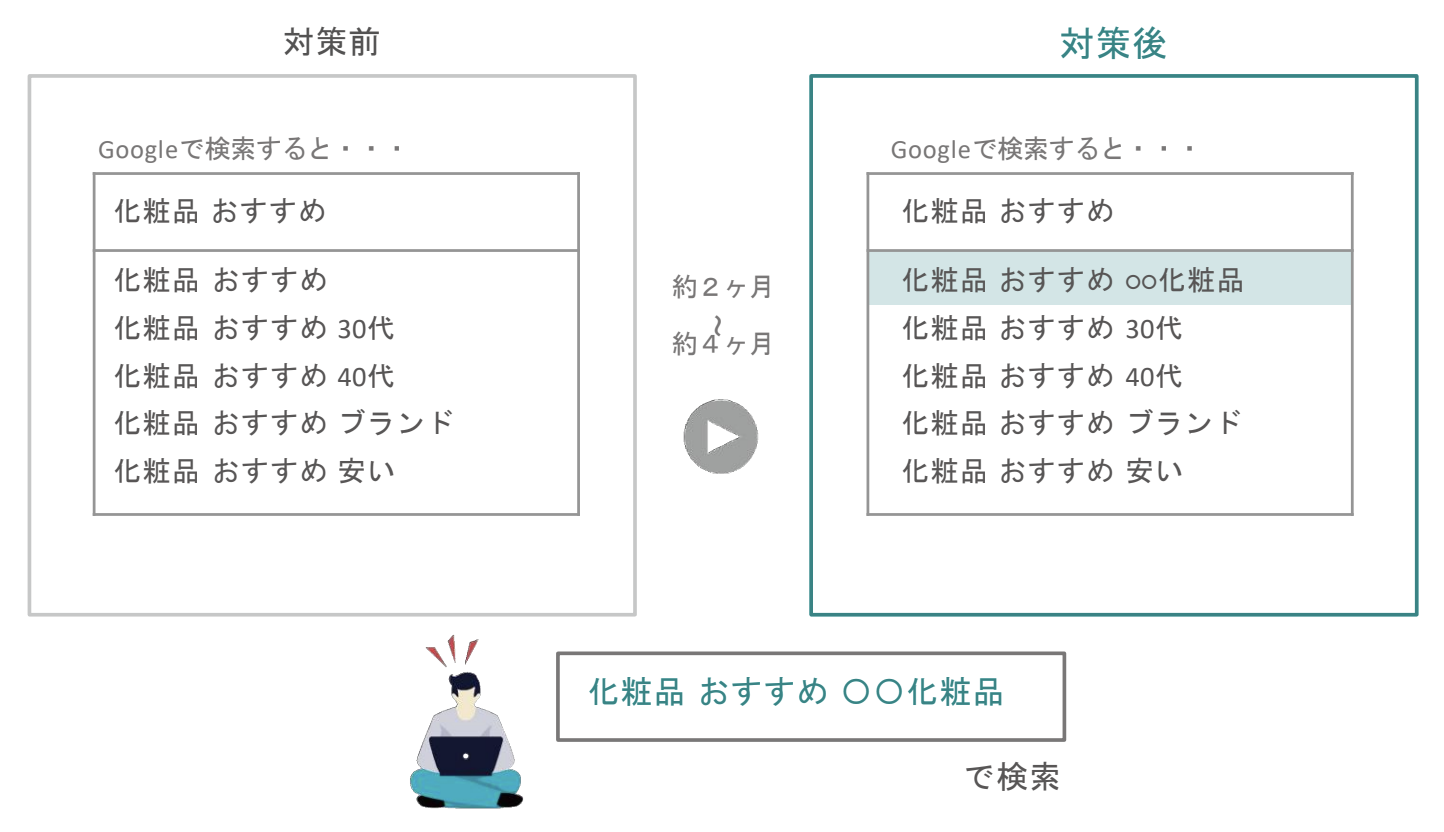 対策前
Googleで検索すると・・・
化粧品 おすすめ
化粧品 おすすめ
化粧品 おすすめ 30代
化粧品 おすすめ 40代
化粧品 おすすめ ブランド
化粧品 おすすめ 安い
約２ヶ月
〜
約４ヶ月
対策後
Googleで検索すると・・・
化粧品 おすすめ
化粧品 おすすめ ○○化粧品
化粧品 おすすめ 30代
化粧品 おすすめ 40代
化粧品 おすすめ ブランド
化粧品 おすすめ 安い
化粧品 おすすめ 〇〇化粧品
で検索